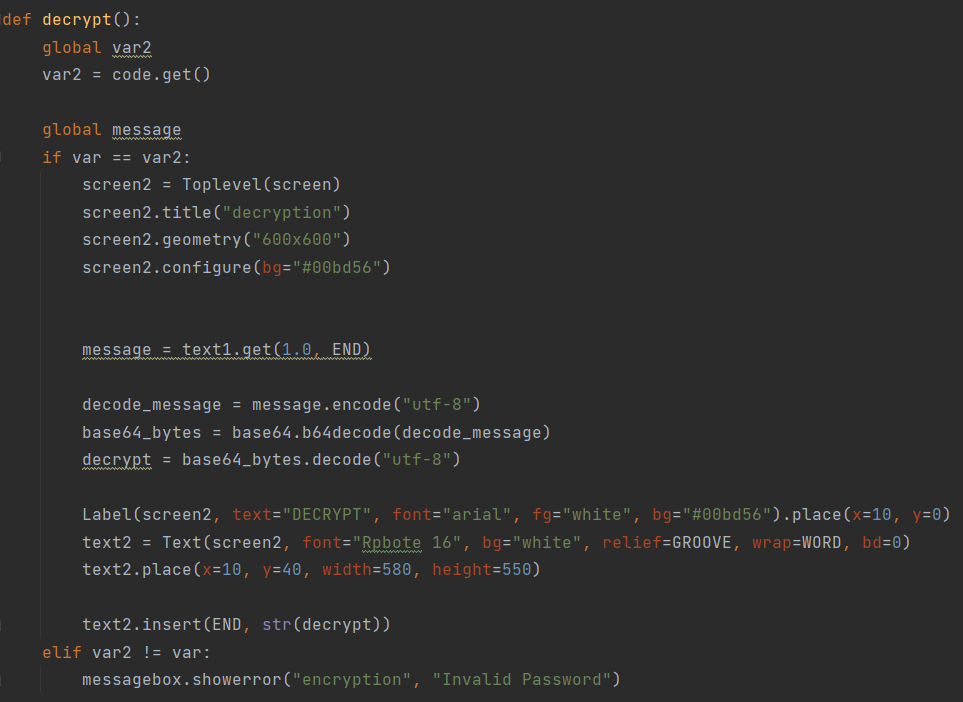 def decrypt():
    global var2
    var2 = code.get()

    global message
    if var == var2:
        screen2 = Toplevel(screen)
        screen2.title("decryption")
        screen2.geometry("600x600")
        screen2.configure(bg="#00bd56")


        message = text1.get(1.0, END)

        decode_message = message.encode("utf-8")
        base64_bytes = base64.b64decode(decode_message)
        decrypt = base64_bytes.decode("utf-8")

        Label(screen2, text="DECRYPT", font="arial", fg="white", bg="#00bd56").place(x=10, y=0)
        text2 = Text(screen2, font="Rpbote 16", bg="white", relief=GROOVE, wrap=WORD, bd=0)
        text2.place(x=10, y=40, width=580, height=550)

        text2.insert(END, str(decrypt))
    elif var2 != var:
        messagebox.showerror("encryption", "Invalid Password")